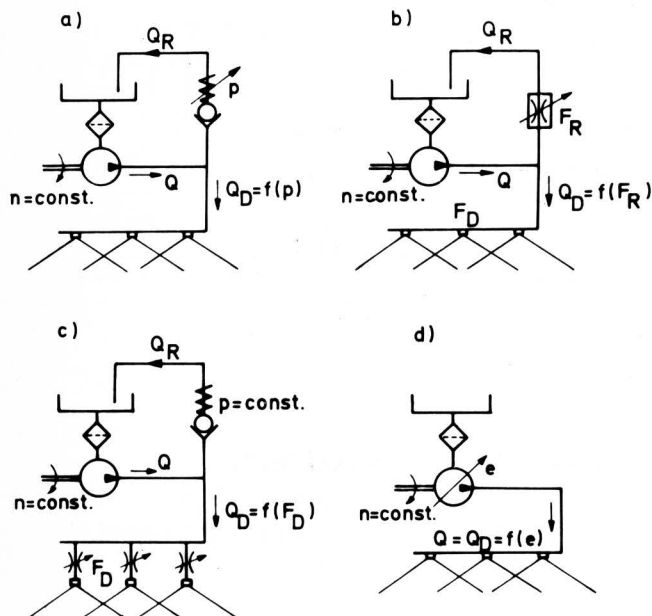 a)
Q_R
p
n=const.
Q
Q_D=f(p)
b)
Q_R
F_R
n=const.
Q
Q_D=f(F_R)
F_D
c)
Q_R
p=const.
n=const.
Q
Q_D=f(F_D)
F_D
d)
e
n=const.
Q=Q_D=f(e)